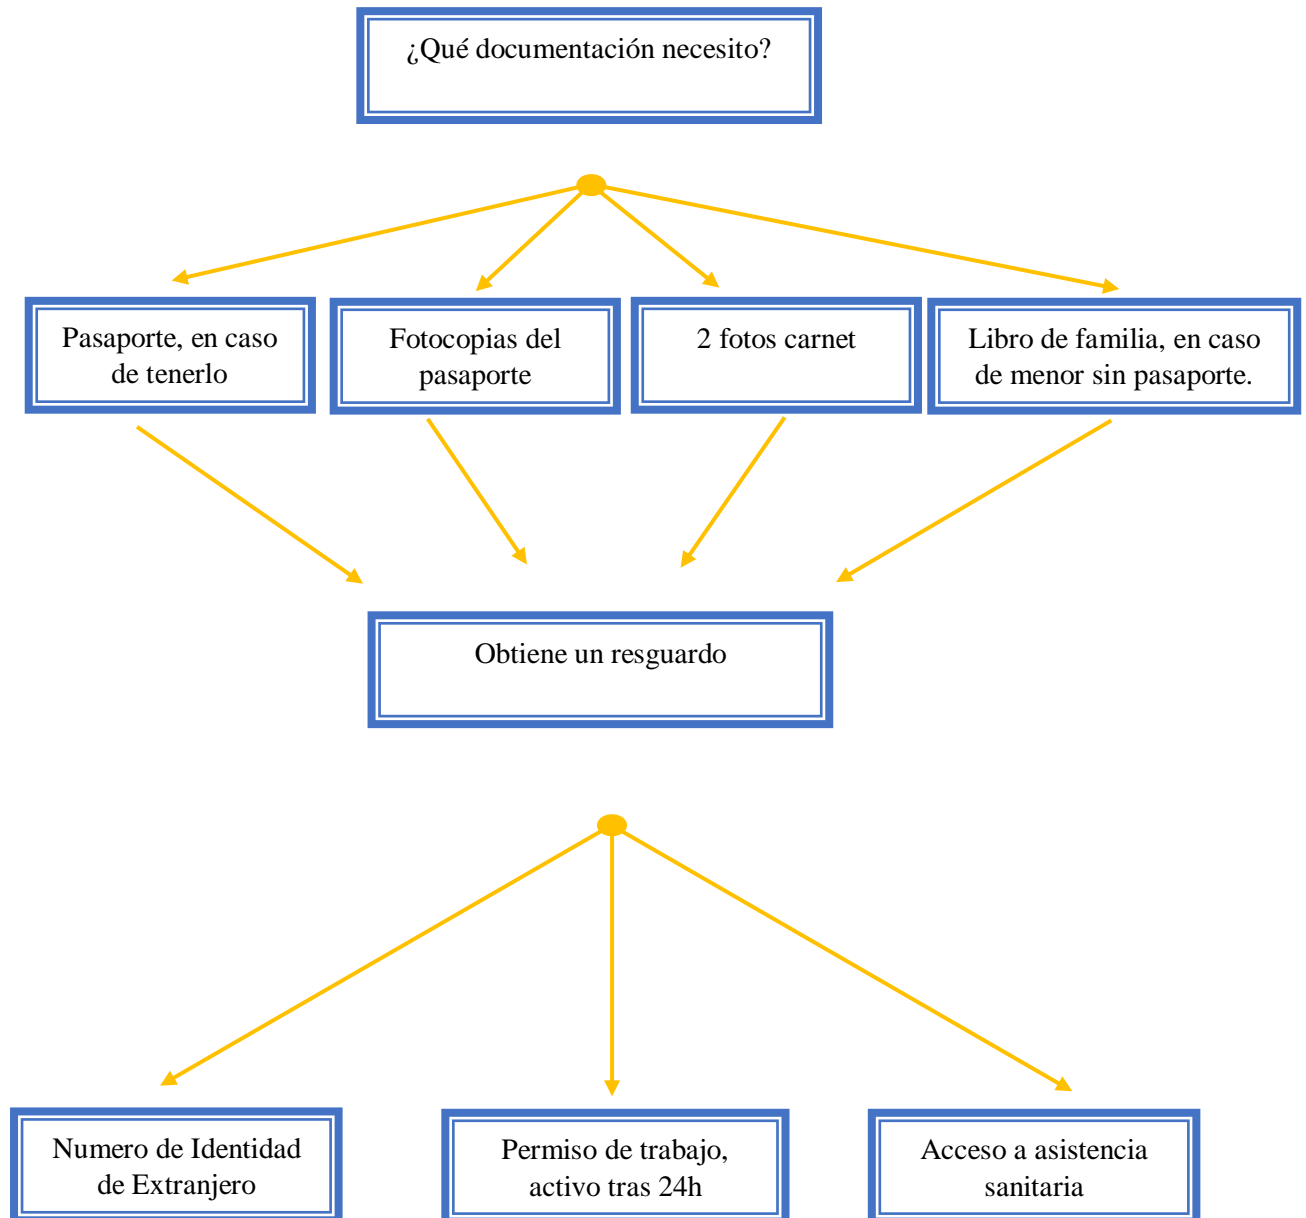 ¿Qué documentación necesito?
Pasaporte, en caso
de tenerlo
Fotocopias del
pasaporte
2 fotos carnet
Libro de familia, en caso
de menor sin pasaporte.
Obtiene un resguardo
Numero de Identidad
de Extranjero
Permiso de trabajo,
activo tras 24h
Acceso a asistencia
sanitaria